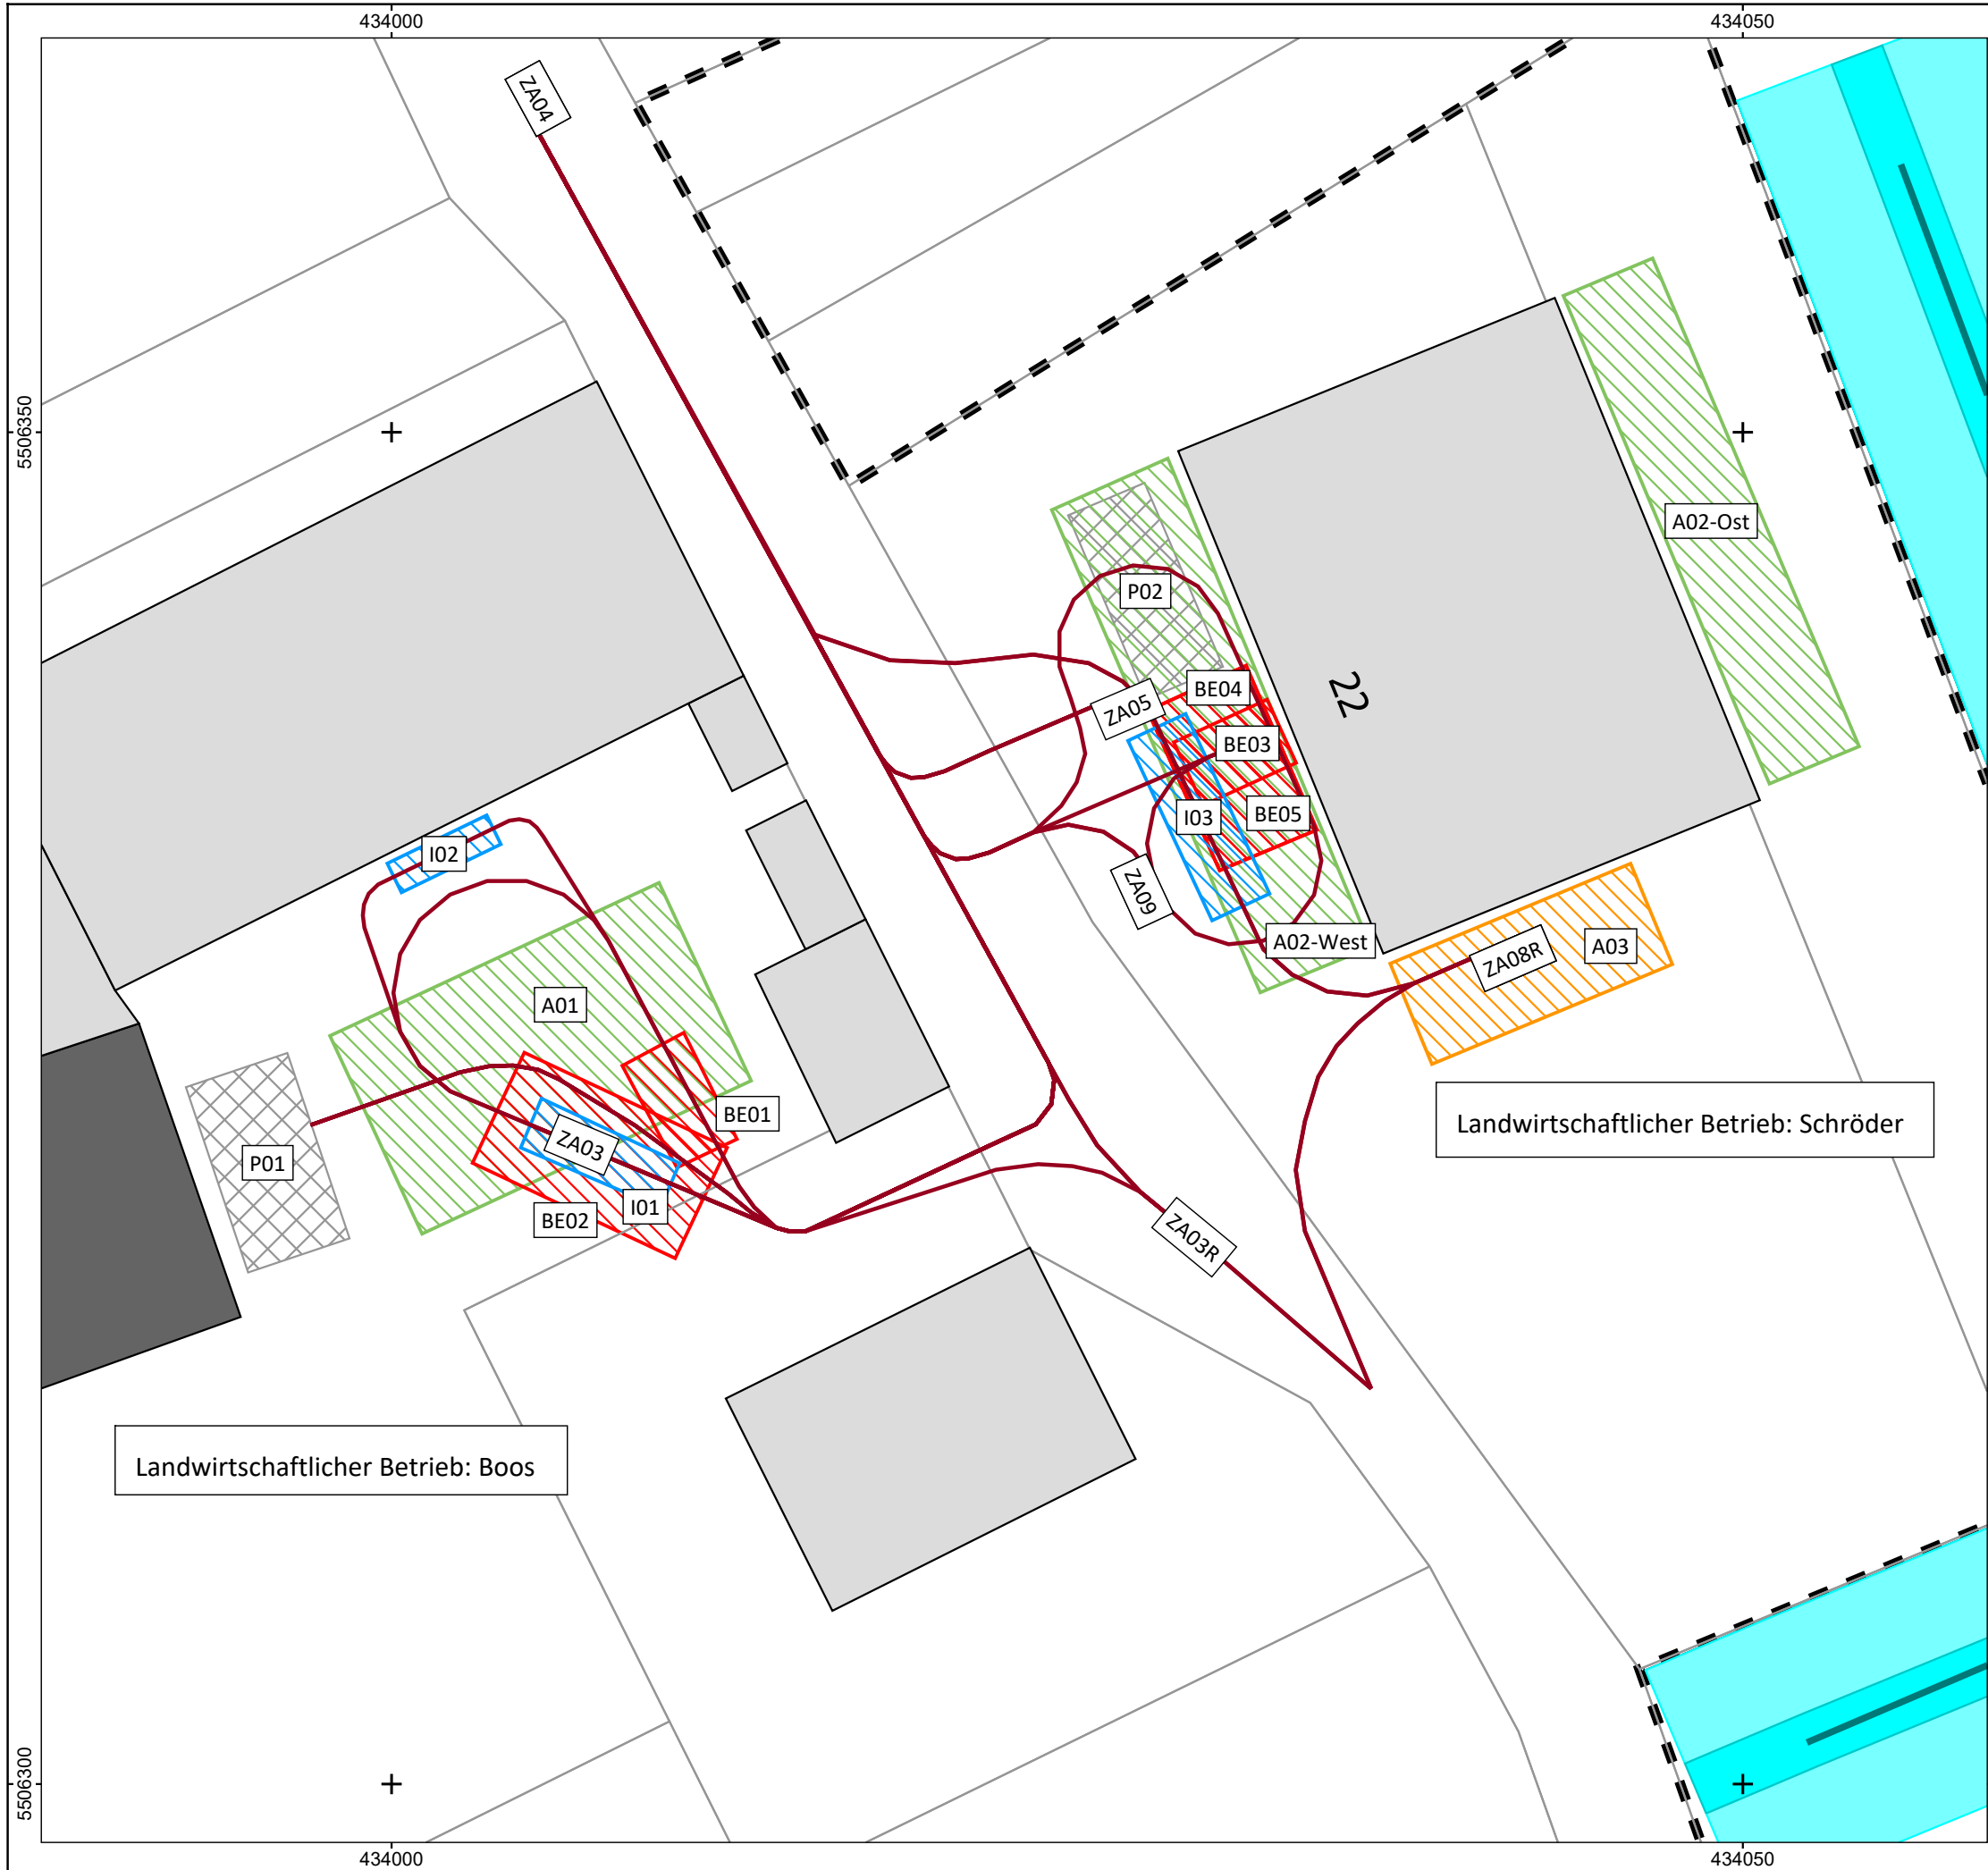 434000
434050
ZA04
5506350
A02-Ost
P02
BE04
ZA05
22
BE03
I03
BE05
I02
ZA09
A02-West
A03
ZA08R
A01
BE01
Landwirtschaftlicher Betrieb: Schröder
ZA03
P01
I01
BE02
ZA03R
Landwirtschaftlicher Betrieb: Boos
5506300
434000
434050